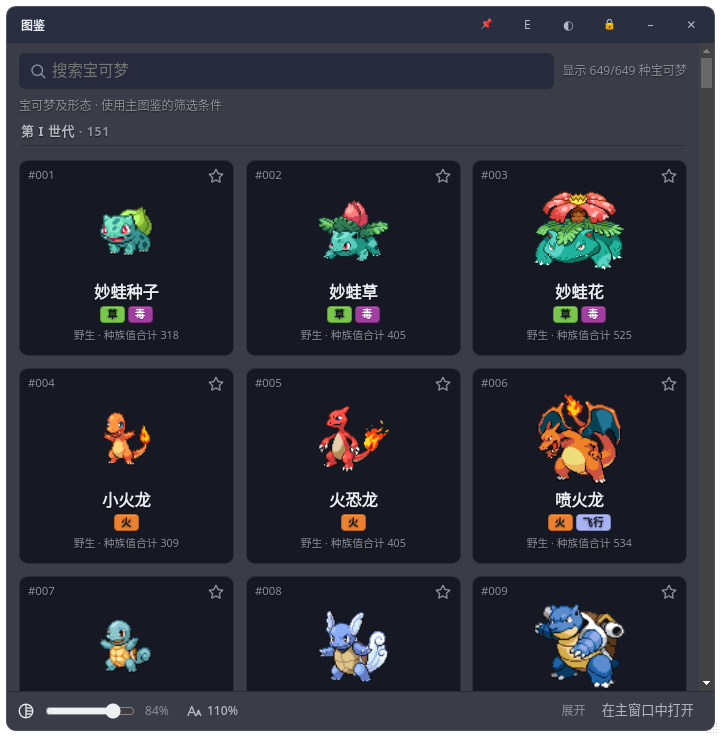 图鉴 E
搜索宝可梦 显示 649/649 种宝可梦
宝可梦及形态 · 使用主图鉴的筛选条件
第 I 世代 · 151
#001 #002 #003
妙蛙种子 妙蛙草 妙蛙花
草 毒 草 毒 草 毒
野生 · 种族值合计 318 野生 · 种族值合计 405 野生 · 种族值合计 525
#004 #005 #006
小火龙 火恐龙 喷火龙
火 火 火 飞行
野生 · 种族值合计 309 野生 · 种族值合计 405 野生 · 种族值合计 534
#007 #008 #009
84% AA 110% 展开 在主窗口中打开